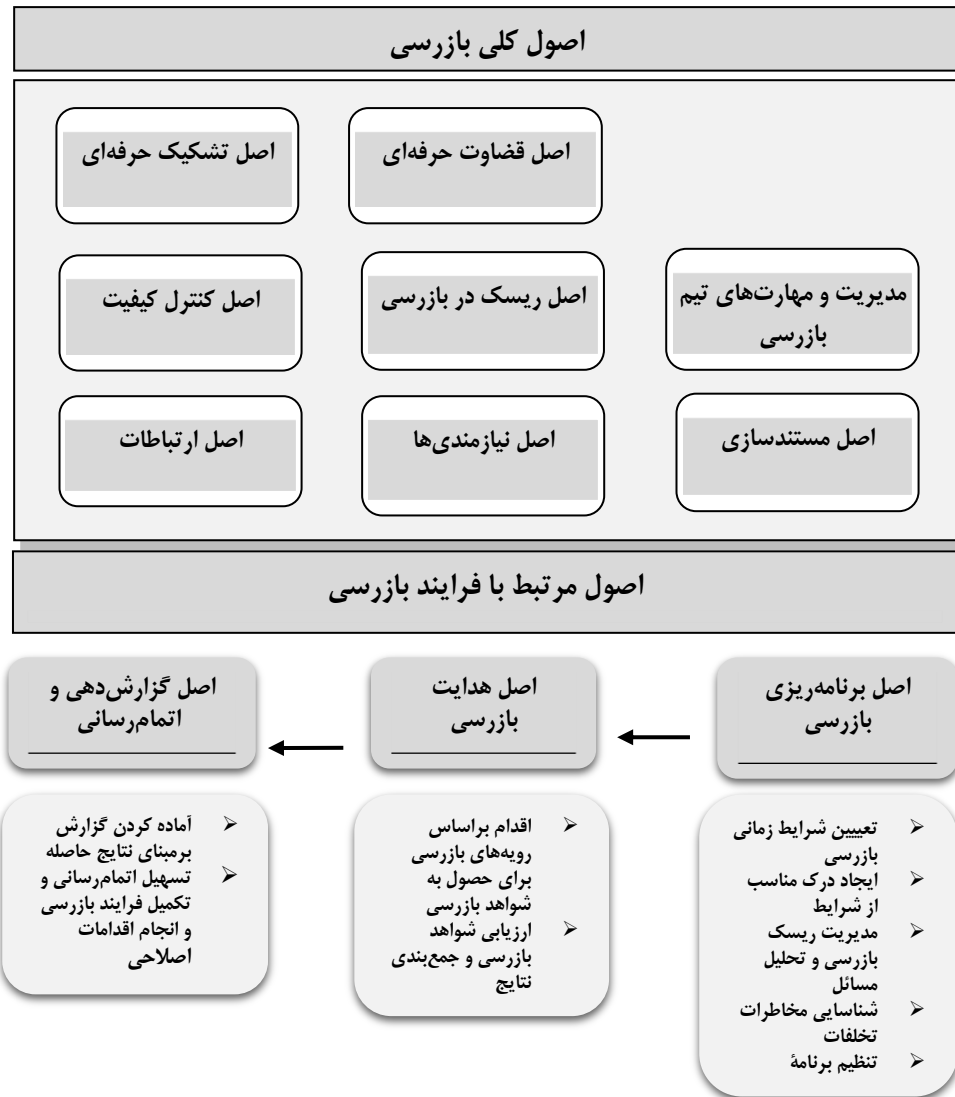 اصول کلی بازرسی
اصل قضاوت حرفه‌ای
اصل تشکیک حرفه‌ای
مدیریت و مهارت‌های تیم
بازرسی
اصل ریسک در بازرسی
اصل کنترل کیفیت
اصل مستندسازی
اصل نیازمندی‌ها
اصل ارتباطات
اصول مرتبط با فرایند بازرسی
اصل برنامه‌ریزی
بازرسی
اصل هدایت
بازرسی
اصل گزارش‌دهی و
اتمام‌رسانی
تعییین شرایط زمانی
بازرسی
ایجاد درک مناسب
از شرایط
مدیریت ریسک
بازرسی و تحلیل
مسائل
شناسایی مخاطرات
تخلفات
تنظیم برنامۀ
اقدام براساس
رویه‌های بازرسی
برای حصول به
شواهد بازرسی
ارزیابی شواهد
بازرسی و جمع‌بندی
نتایج
آماده کردن گزارش
برمبنای نتایج حاصله
تسهیل اتمام‌رسانی و
تکمیل فرایند بازرسی
و انجام اقدامات
اصلاحی